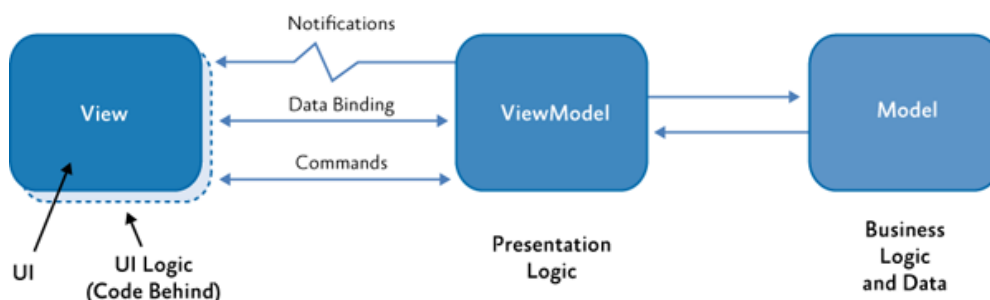 Notifications
View
Data Binding
ViewModel
Model
Commands
UI
UI Logic
(Code Behind)
Presentation
Logic
Business
Logic
and Data